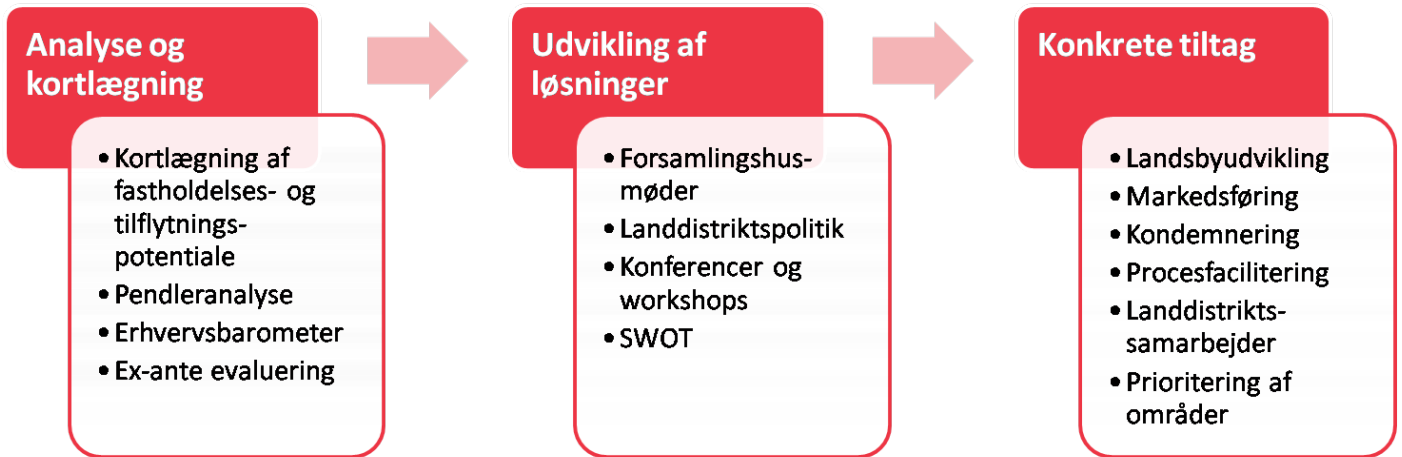 Analyse og
kortlægning
• Kortlægning af
fastholdelses- og
tilflytnings-
potentiale
• Pendleranalyse
• Erhvervsbarometer
• Ex-ante evaluering
Udvikling af
løsninger
• Forsamlingshus-
møder
• Landdistriktspolitik
• Konferencer og
workshops
• SWOT
Konkrete tiltag
• Landsbyudvikling
• Markedsføring
• Kondemnering
• Procesfacilitering
• Landdistrikts-
samarbejder
• Prioritering af
områder